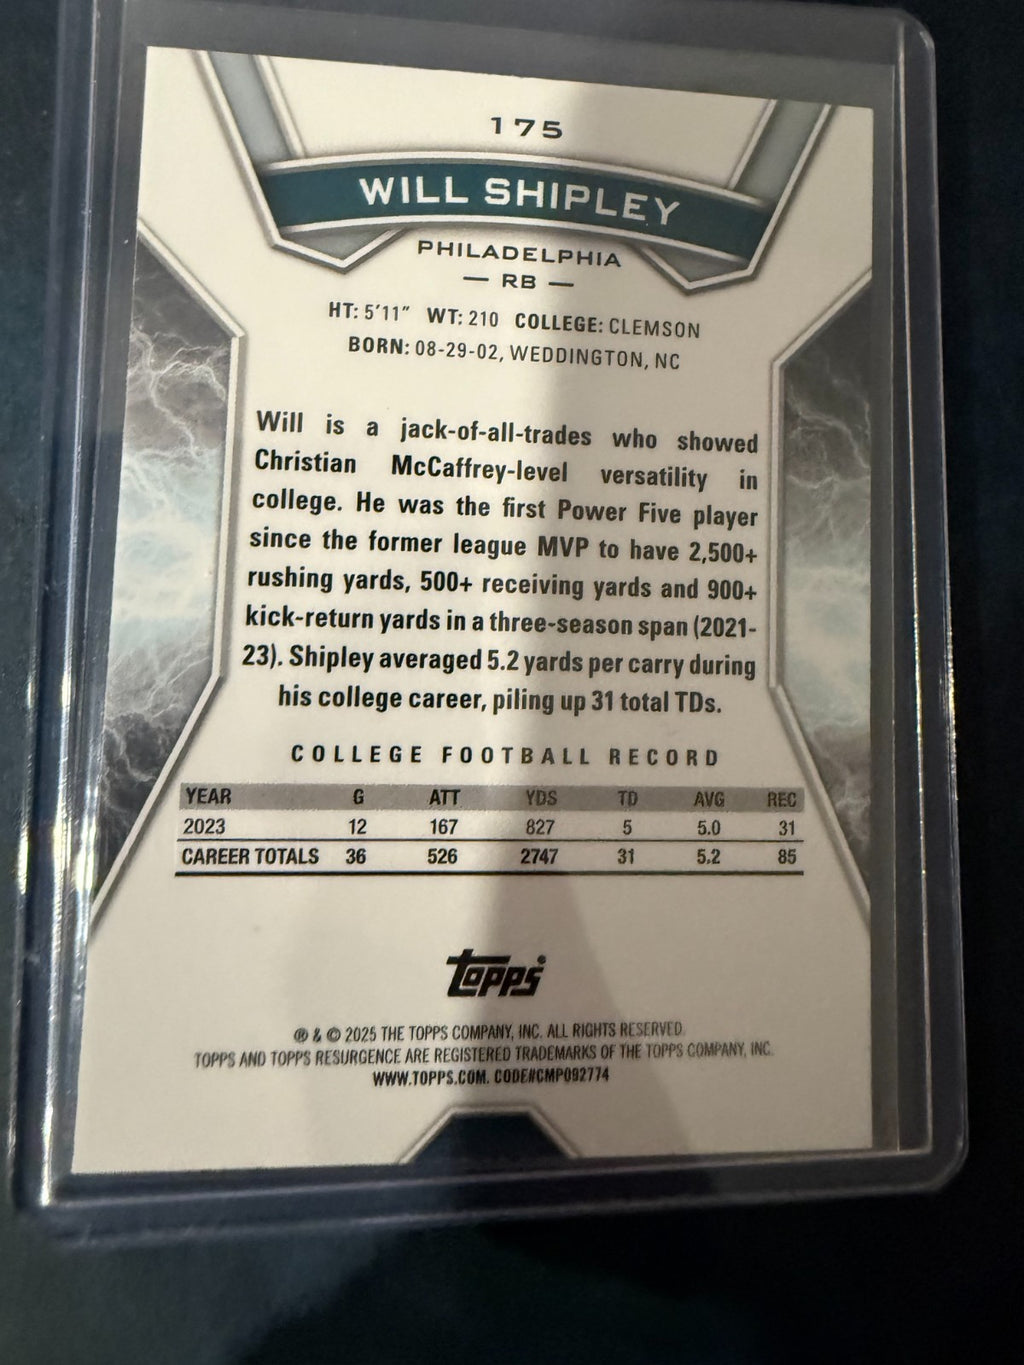 175
WILL SHIPLEY
PHILADELPHIA
— RB —
HT: 5'11" WT: 210 COLLEGE: CLEMSON
BORN: 08-29-02, WEDDINGTON, NC
Will is a jack-of-all-trades who showed
Christian McCaffrey-level versatility in
college. He was the first Power Five player
since the former league MVP to have 2,500+
rushing yards, 500+ receiving yards and 900+
kick-return yards in a three-season span (2021-
23). Shipley averaged 5.2 yards per carry during
his college career, piling up 31 total TDs.
COLLEGE FOOTBALL RECORD
YEAR G ATT YDS TD AVG REC
2023 12 167 827 5 5.0 31
CAREER TOTALS 36 526 2747 31 5.2 85
topps
® & © 2025 THE TOPPS COMPANY, INC. ALL RIGHTS RESERVED.
TOPPS AND TOPPS RESURGENCE ARE REGISTERED TRADEMARKS OF THE TOPPS COMPANY, INC.
WWW.TOPPS.COM. CODE#CMP092774